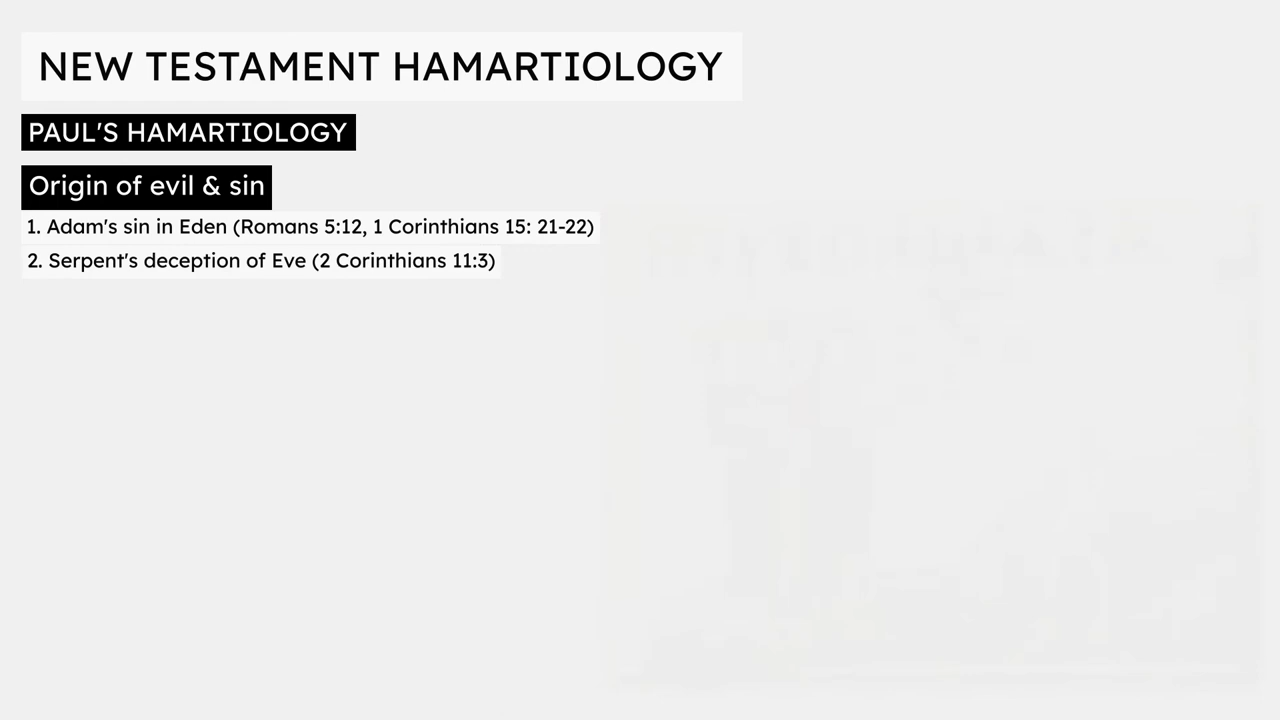 NEW TESTAMENT HAMARTIOLOGY
PAUL'S HAMARTIOLOGY
Origin of evil & sin
1. Adam's sin in Eden (Romans 5:12, 1 Corinthians 15: 21-22)
2. Serpent's deception of Eve (2 Corinthians 11:3)